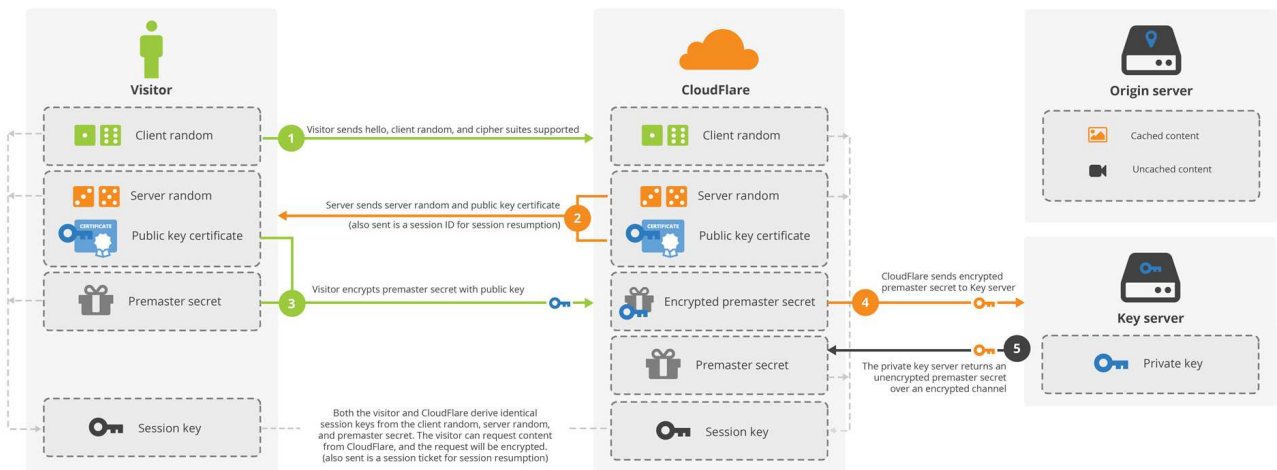 Visitor
CloudFlare
Origin server
Client random
1
Visitor sends hello, client random, and cipher suites supported
Client random
Cached content
Uncached content
Server random
Public key certificate
CERTIFICATE
Server sends server random and public key certificate
(also sent is a session ID for session resumption)
2
Server random
Public key certificate
CERTIFICATE
Premaster secret
3
Visitor encrypts premaster secret with public key
Encrypted premaster secret
4
CloudFlare sends encrypted
premaster secret to Key server
Key server
Premaster secret
5
The private key server returns an
unencrypted premaster secret
over an encrypted channel
Private key
Session key
Both the visitor and CloudFlare derive identical
session keys from the client random, server random,
and premaster secret. The visitor can request content
from CloudFlare, and the request will be encrypted.
(also sent is a session ticket for session resumption)
Session key